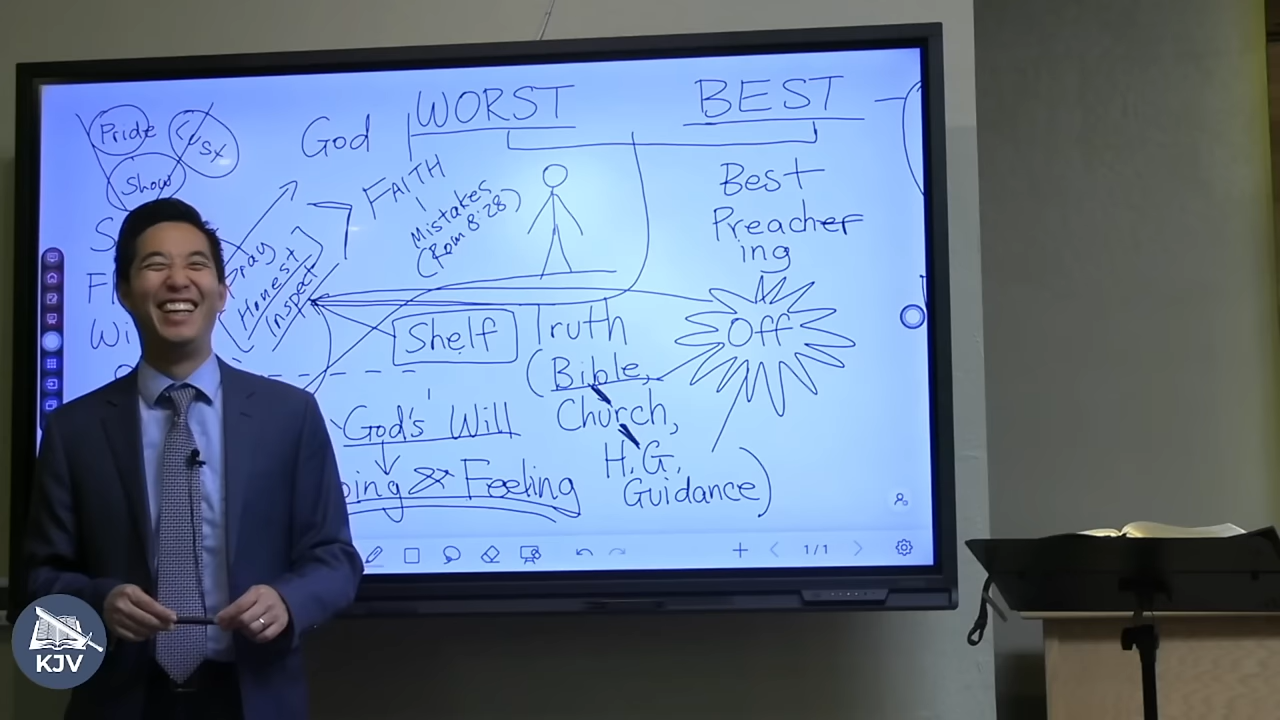 WORST
BEST
Pride
Lust
Show
God
FAITH
Mistakes
(Rom 8:28)
Best
Preacher
ing
Pray
Honest
Inspect
Shelf
Truth
(Bible,
Church,
H.G.
Guidance)
Off
God's Will
& Feeling
1/1
KJV